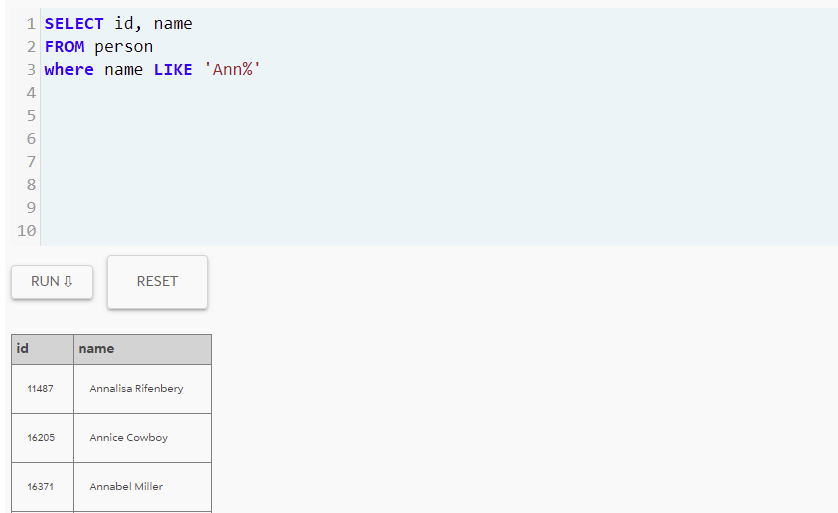 1 SELECT id, name
2 FROM person
3 where name LIKE 'Ann%'
4
5
6
7
8
9
10
RUN ⇩ RESET
id name
11487 Annalisa Rifenbery
16205 Annice Cowboy
16371 Annabel Miller